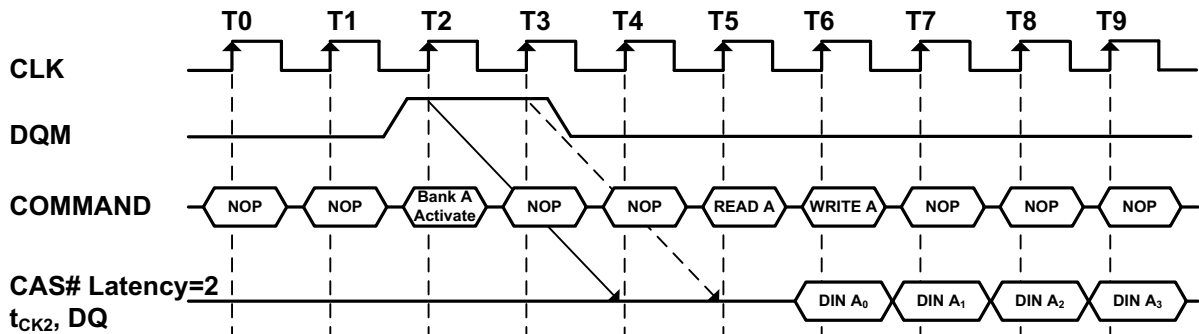 T0 T1 T2 T3 T4 T5 T6 T7 T8 T9
CLK
DQM
COMMAND NOP NOP Bank A Activate NOP NOP READ A WRITE A NOP NOP NOP
CAS# Latency=2
tCK2, DQ DIN A0 DIN A1 DIN A2 DIN A3